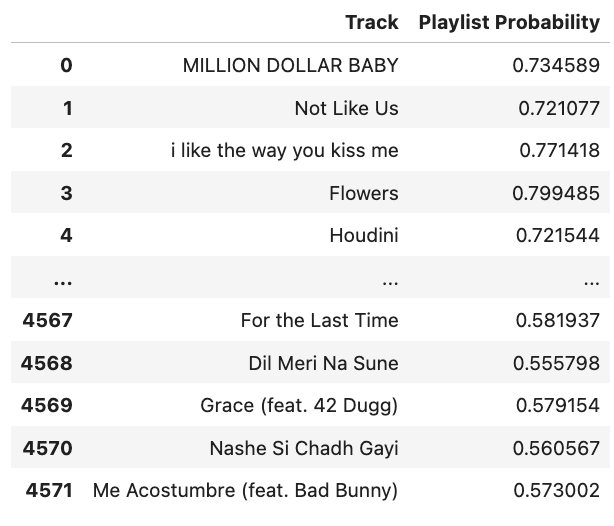 Track Playlist Probability
0 MILLION DOLLAR BABY 0.734589
1 Not Like Us 0.721077
2 i like the way you kiss me 0.771418
3 Flowers 0.799485
4 Houdini 0.721544
... ... ...
4567 For the Last Time 0.581937
4568 Dil Meri Na Sune 0.555798
4569 Grace (feat. 42 Dugg) 0.579154
4570 Nashe Si Chadh Gayi 0.560567
4571 Me Acostumbre (feat. Bad Bunny) 0.573002